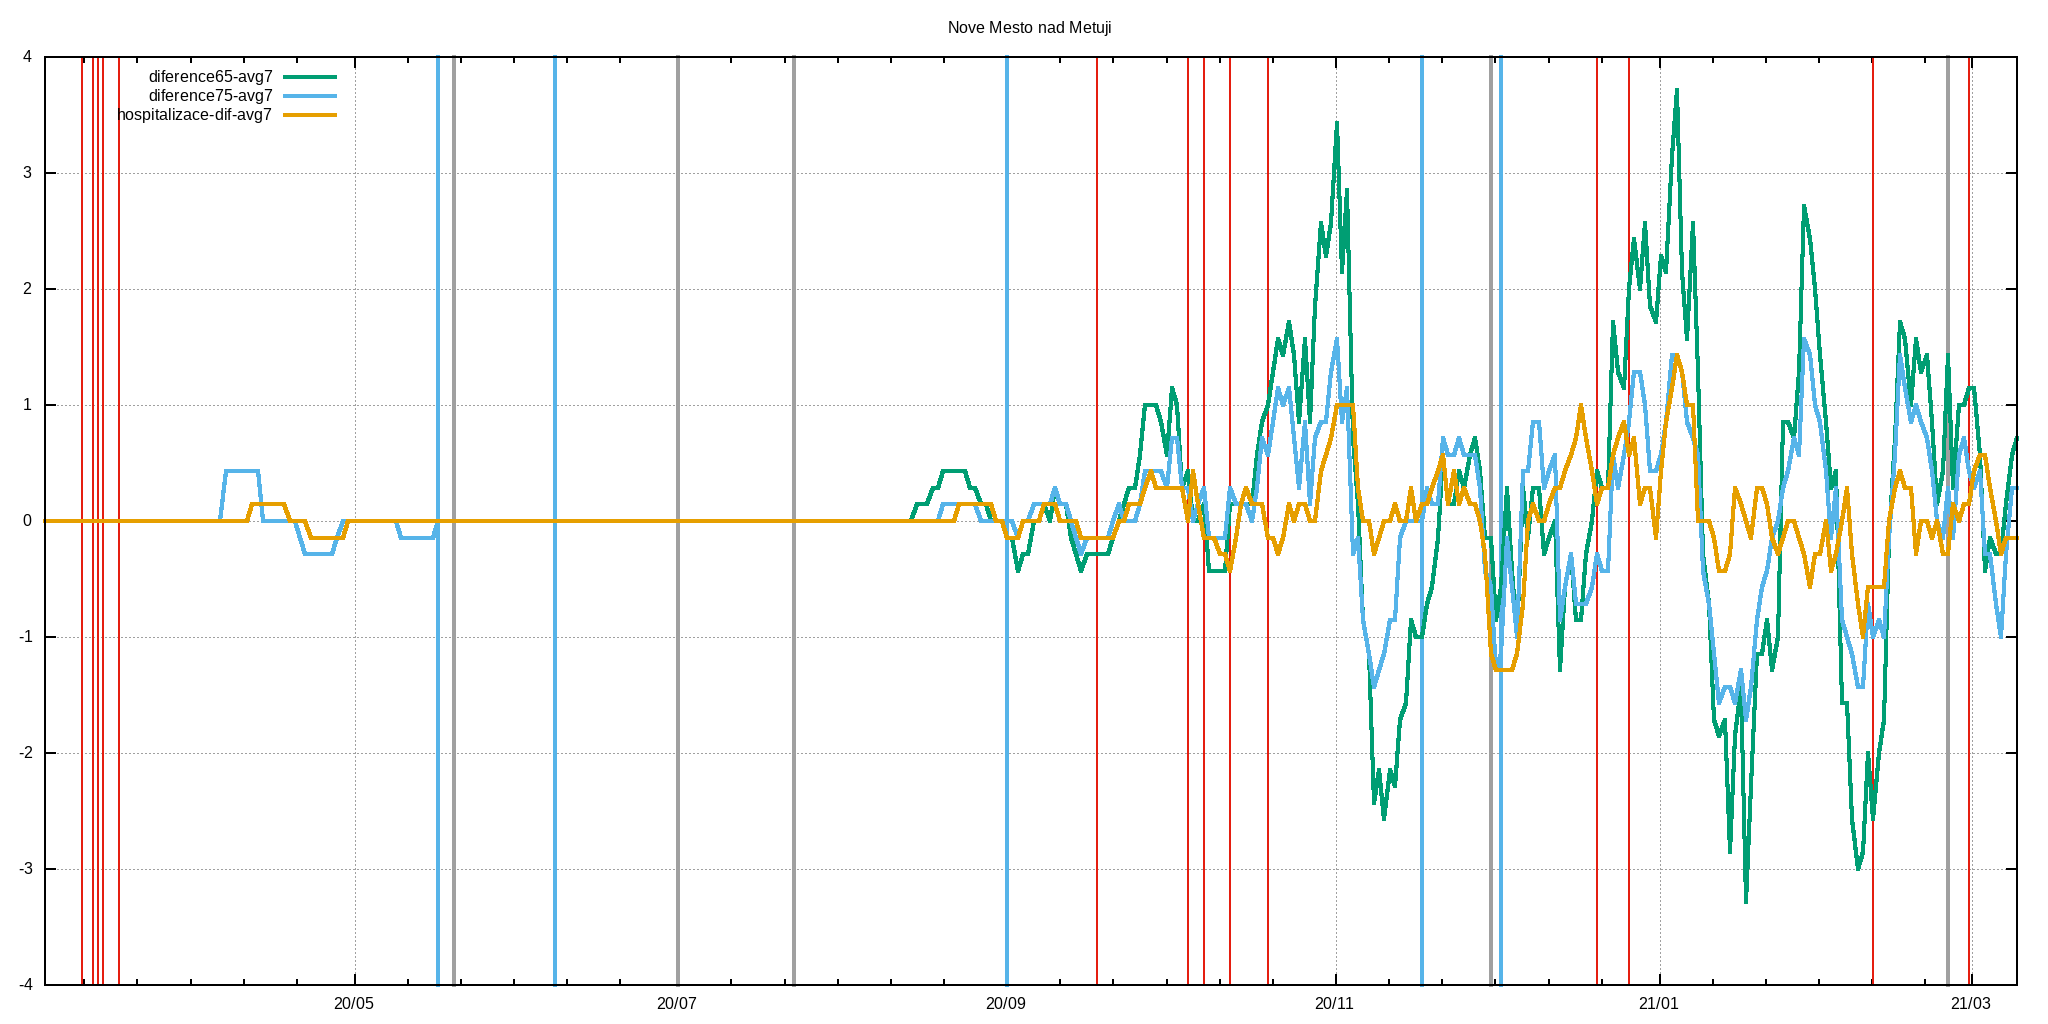 Nove Mesto nad Metuji
4
diference65-avg7
diference75-avg7
hospitalizace-dif-avg7
3
2
1
0
-1
-2
-3
-4
20/05 20/07 20/09 20/11 21/01 21/03